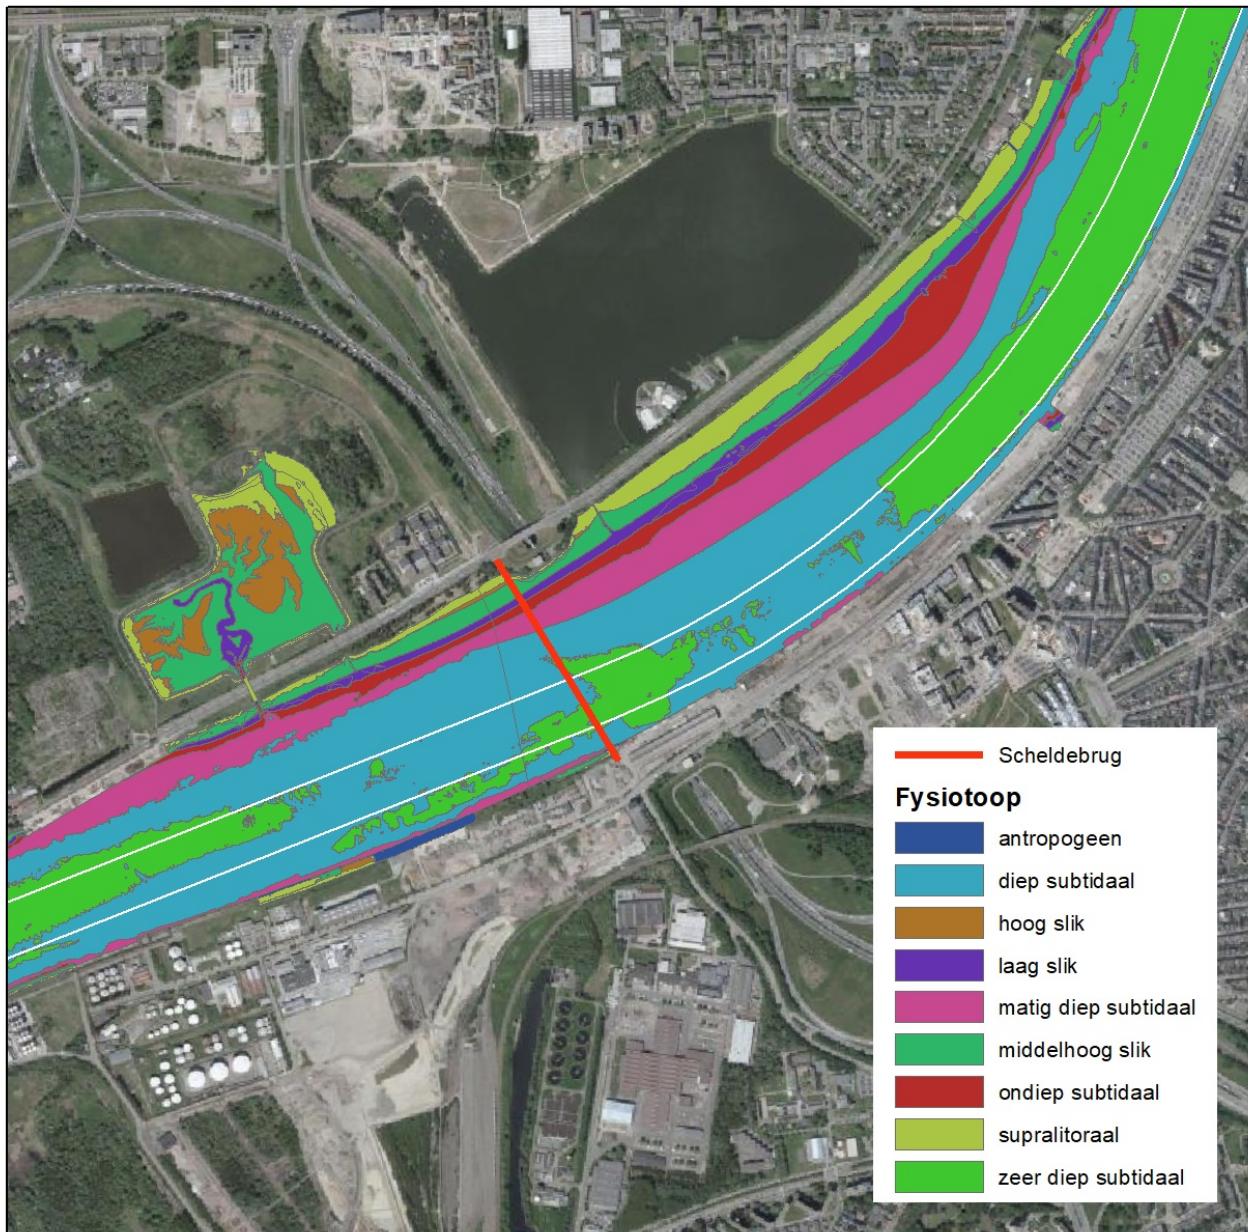 Scheldebrug
Fysiotoop
antropogeen
diep subtidaal
hoog slik
laag slik
matig diep subtidaal
middelhoog slik
ondiep subtidaal
supralitoraal
zeer diep subtidaal